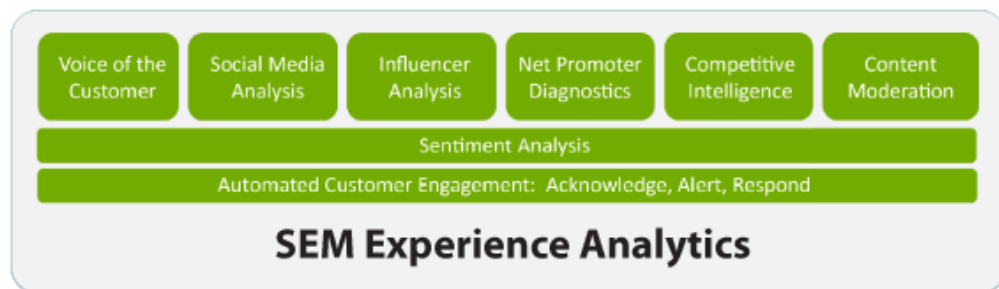 Voice of the
Customer
Social Media
Analysis
Influencer
Analysis
Net Promoter
Diagnostics
Competitive
Intelligence
Content
Moderation
Sentiment Analysis
Automated Customer Engagement: Acknowledge, Alert, Respond
SEM Experience Analytics